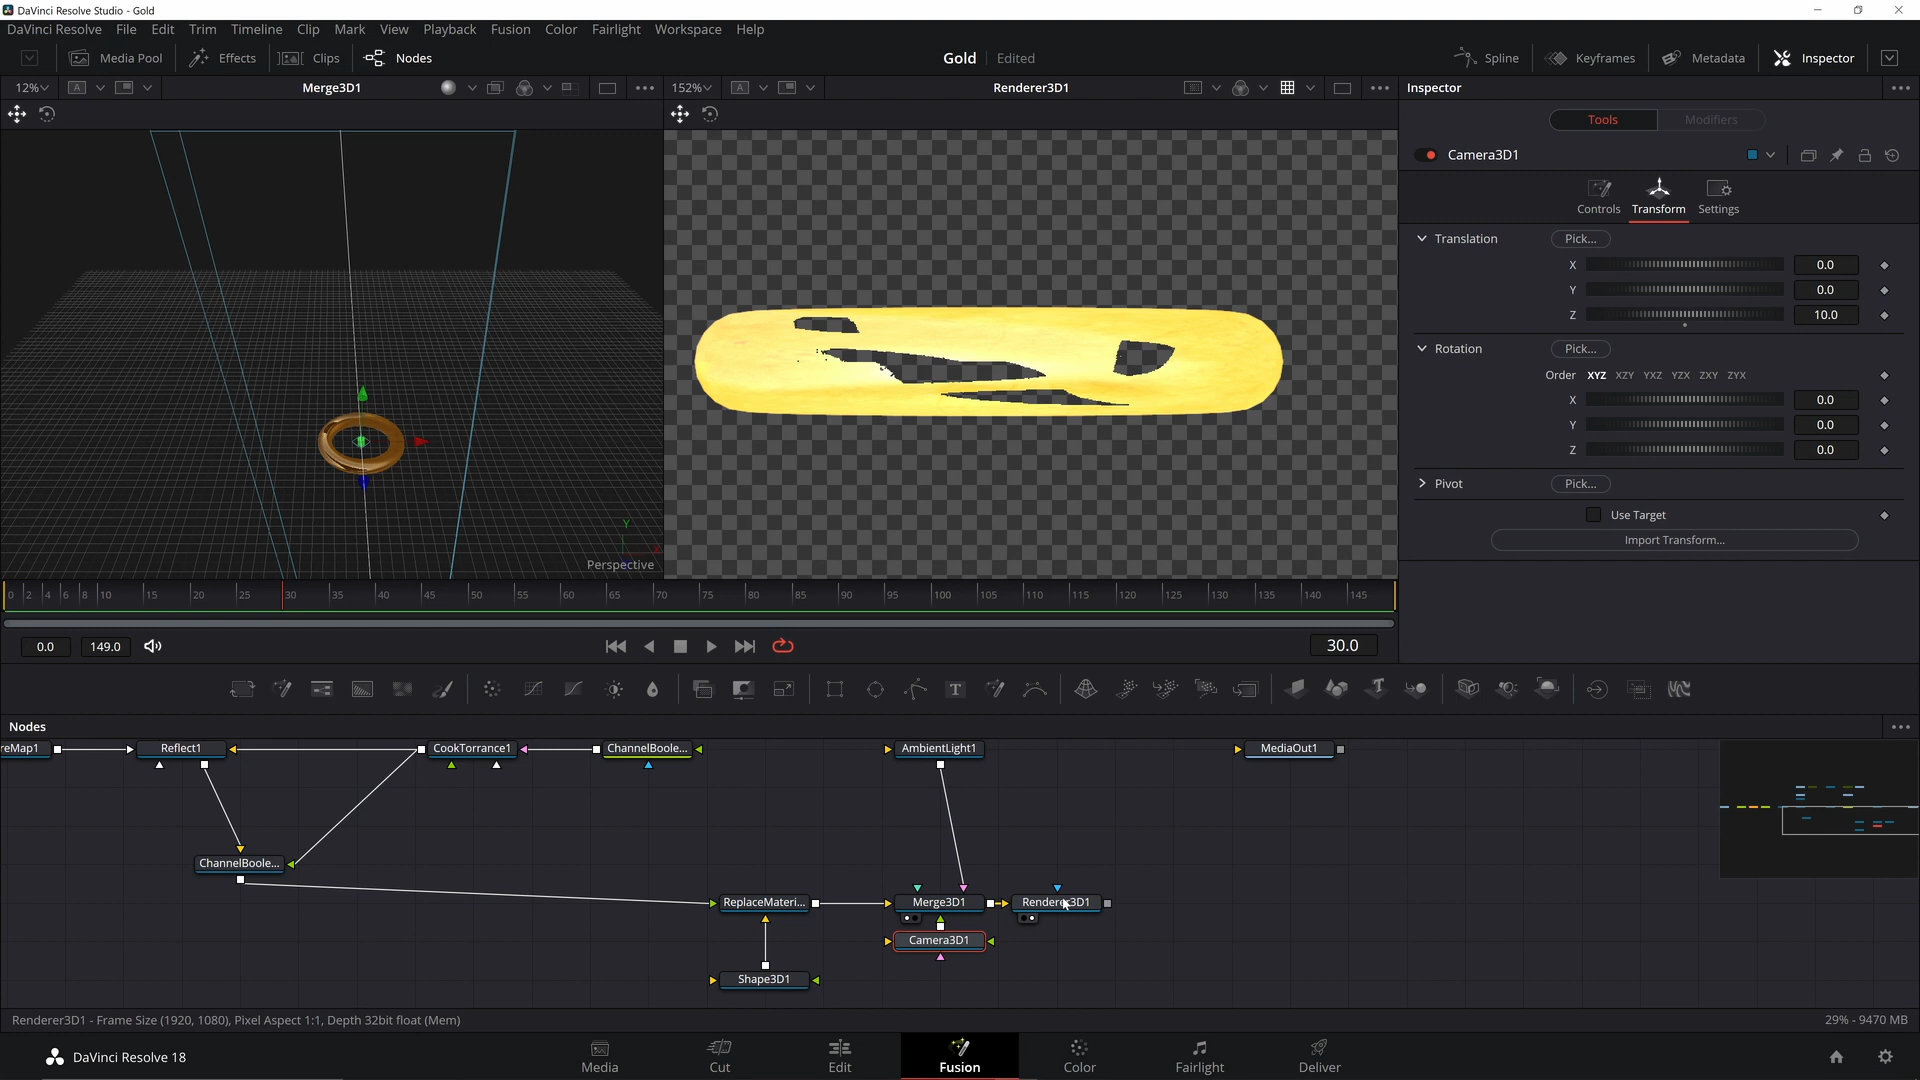 DaVinci Resolve Studio - Gold
DaVinci Resolve File Edit Trim Timeline Clip Mark View Playback Fusion Color Fairlight Workspace Help
Media Pool Effects Clips Nodes Gold Edited Spline Keyframes Metadata Inspector
12% A Merge3D1 152% A Renderer3D1 Inspector
Tools Modifiers
Camera3D1
Controls Transform Settings
Translation Pick...
X 0.0
Y 0.0
Z 10.0
Rotation Pick...
Order XYZ XZY YXZ YZX ZXY ZYX
X 0.0
Y 0.0
Z 0.0
Pivot Pick...
Use Target
Import Transform...
Y
Perspective
0 2 4 6 8 10 15 20 25 30 35 40 45 50 55 60 65 70 75 80 85 90 95 100 105 110 115 120 125 130 135 140 145
0.0 149.0 30.0
Nodes
reMap1 Reflect1 CookTorrance1 ChannelBoole... AmbientLight1 MediaOut1
ChannelBoole...
ReplaceMateri... Merge3D1 Renderer3D1
Camera3D1
Shape3D1
Renderer3D1 - Frame Size (1920, 1080), Pixel Aspect 1:1, Depth 32bit float (Mem) 29% - 9470 MB
DaVinci Resolve 18 Media Cut Edit Fusion Color Fairlight Deliver